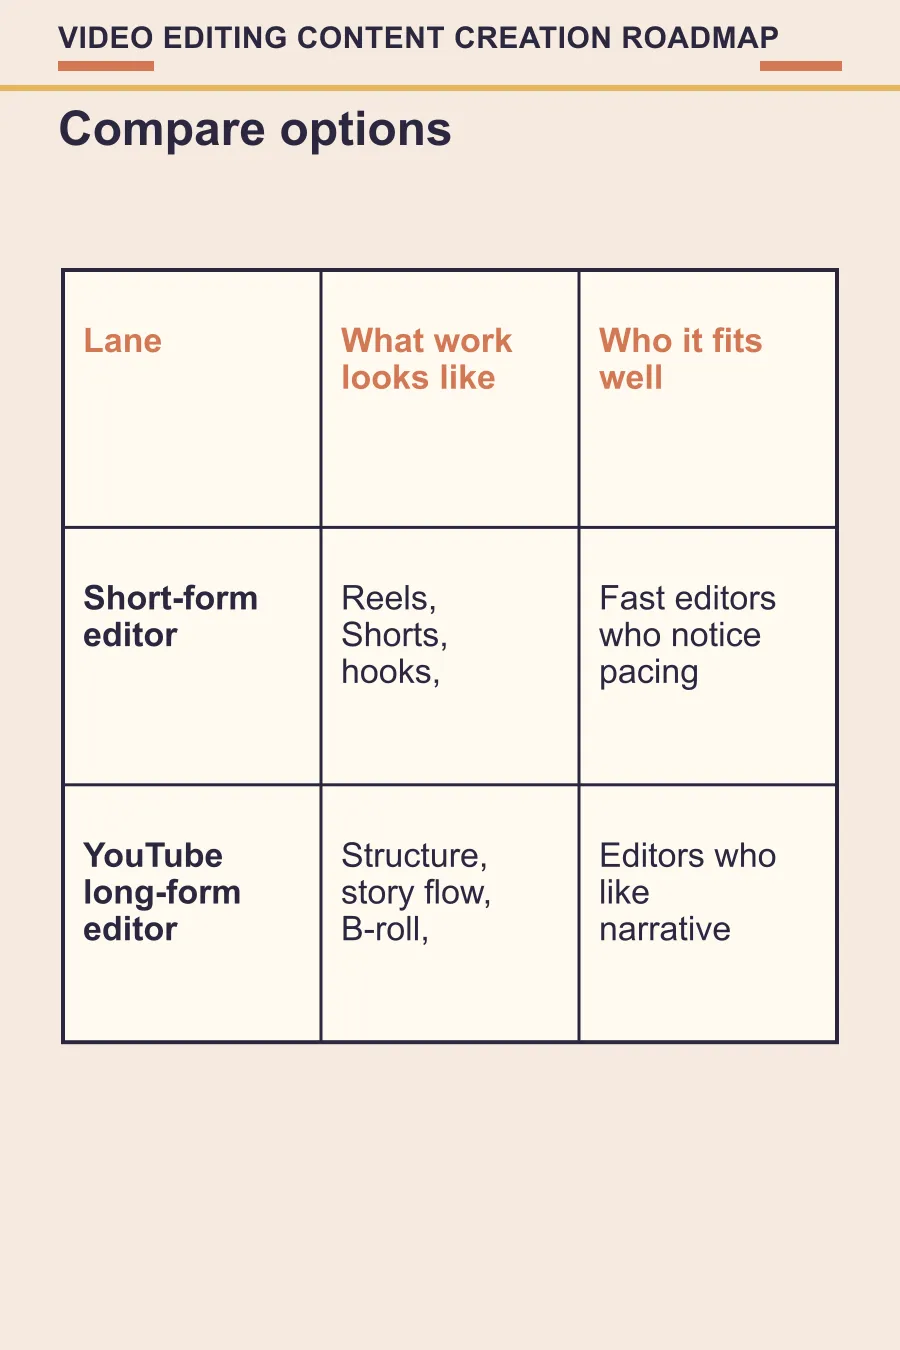 VIDEO EDITING CONTENT CREATION ROADMAP
Compare options
Lane
What work
looks like
Who it fits
well
Short-form
editor
Reels,
Shorts,
hooks,
Fast editors
who notice
pacing
YouTube
long-form
editor
Structure,
story flow,
B-roll,
Editors who
like
narrative